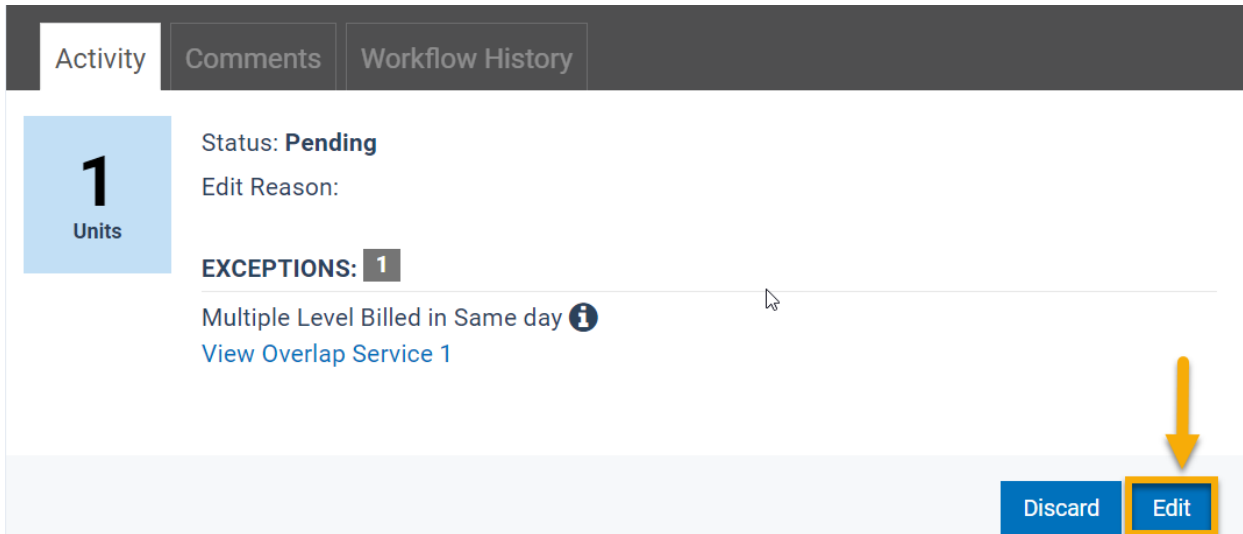 Activity Comments Workflow History
1
Units
Status: Pending
Edit Reason:
EXCEPTIONS: 1
Multiple Level Billed in Same day i
View Overlap Service 1
Discard Edit